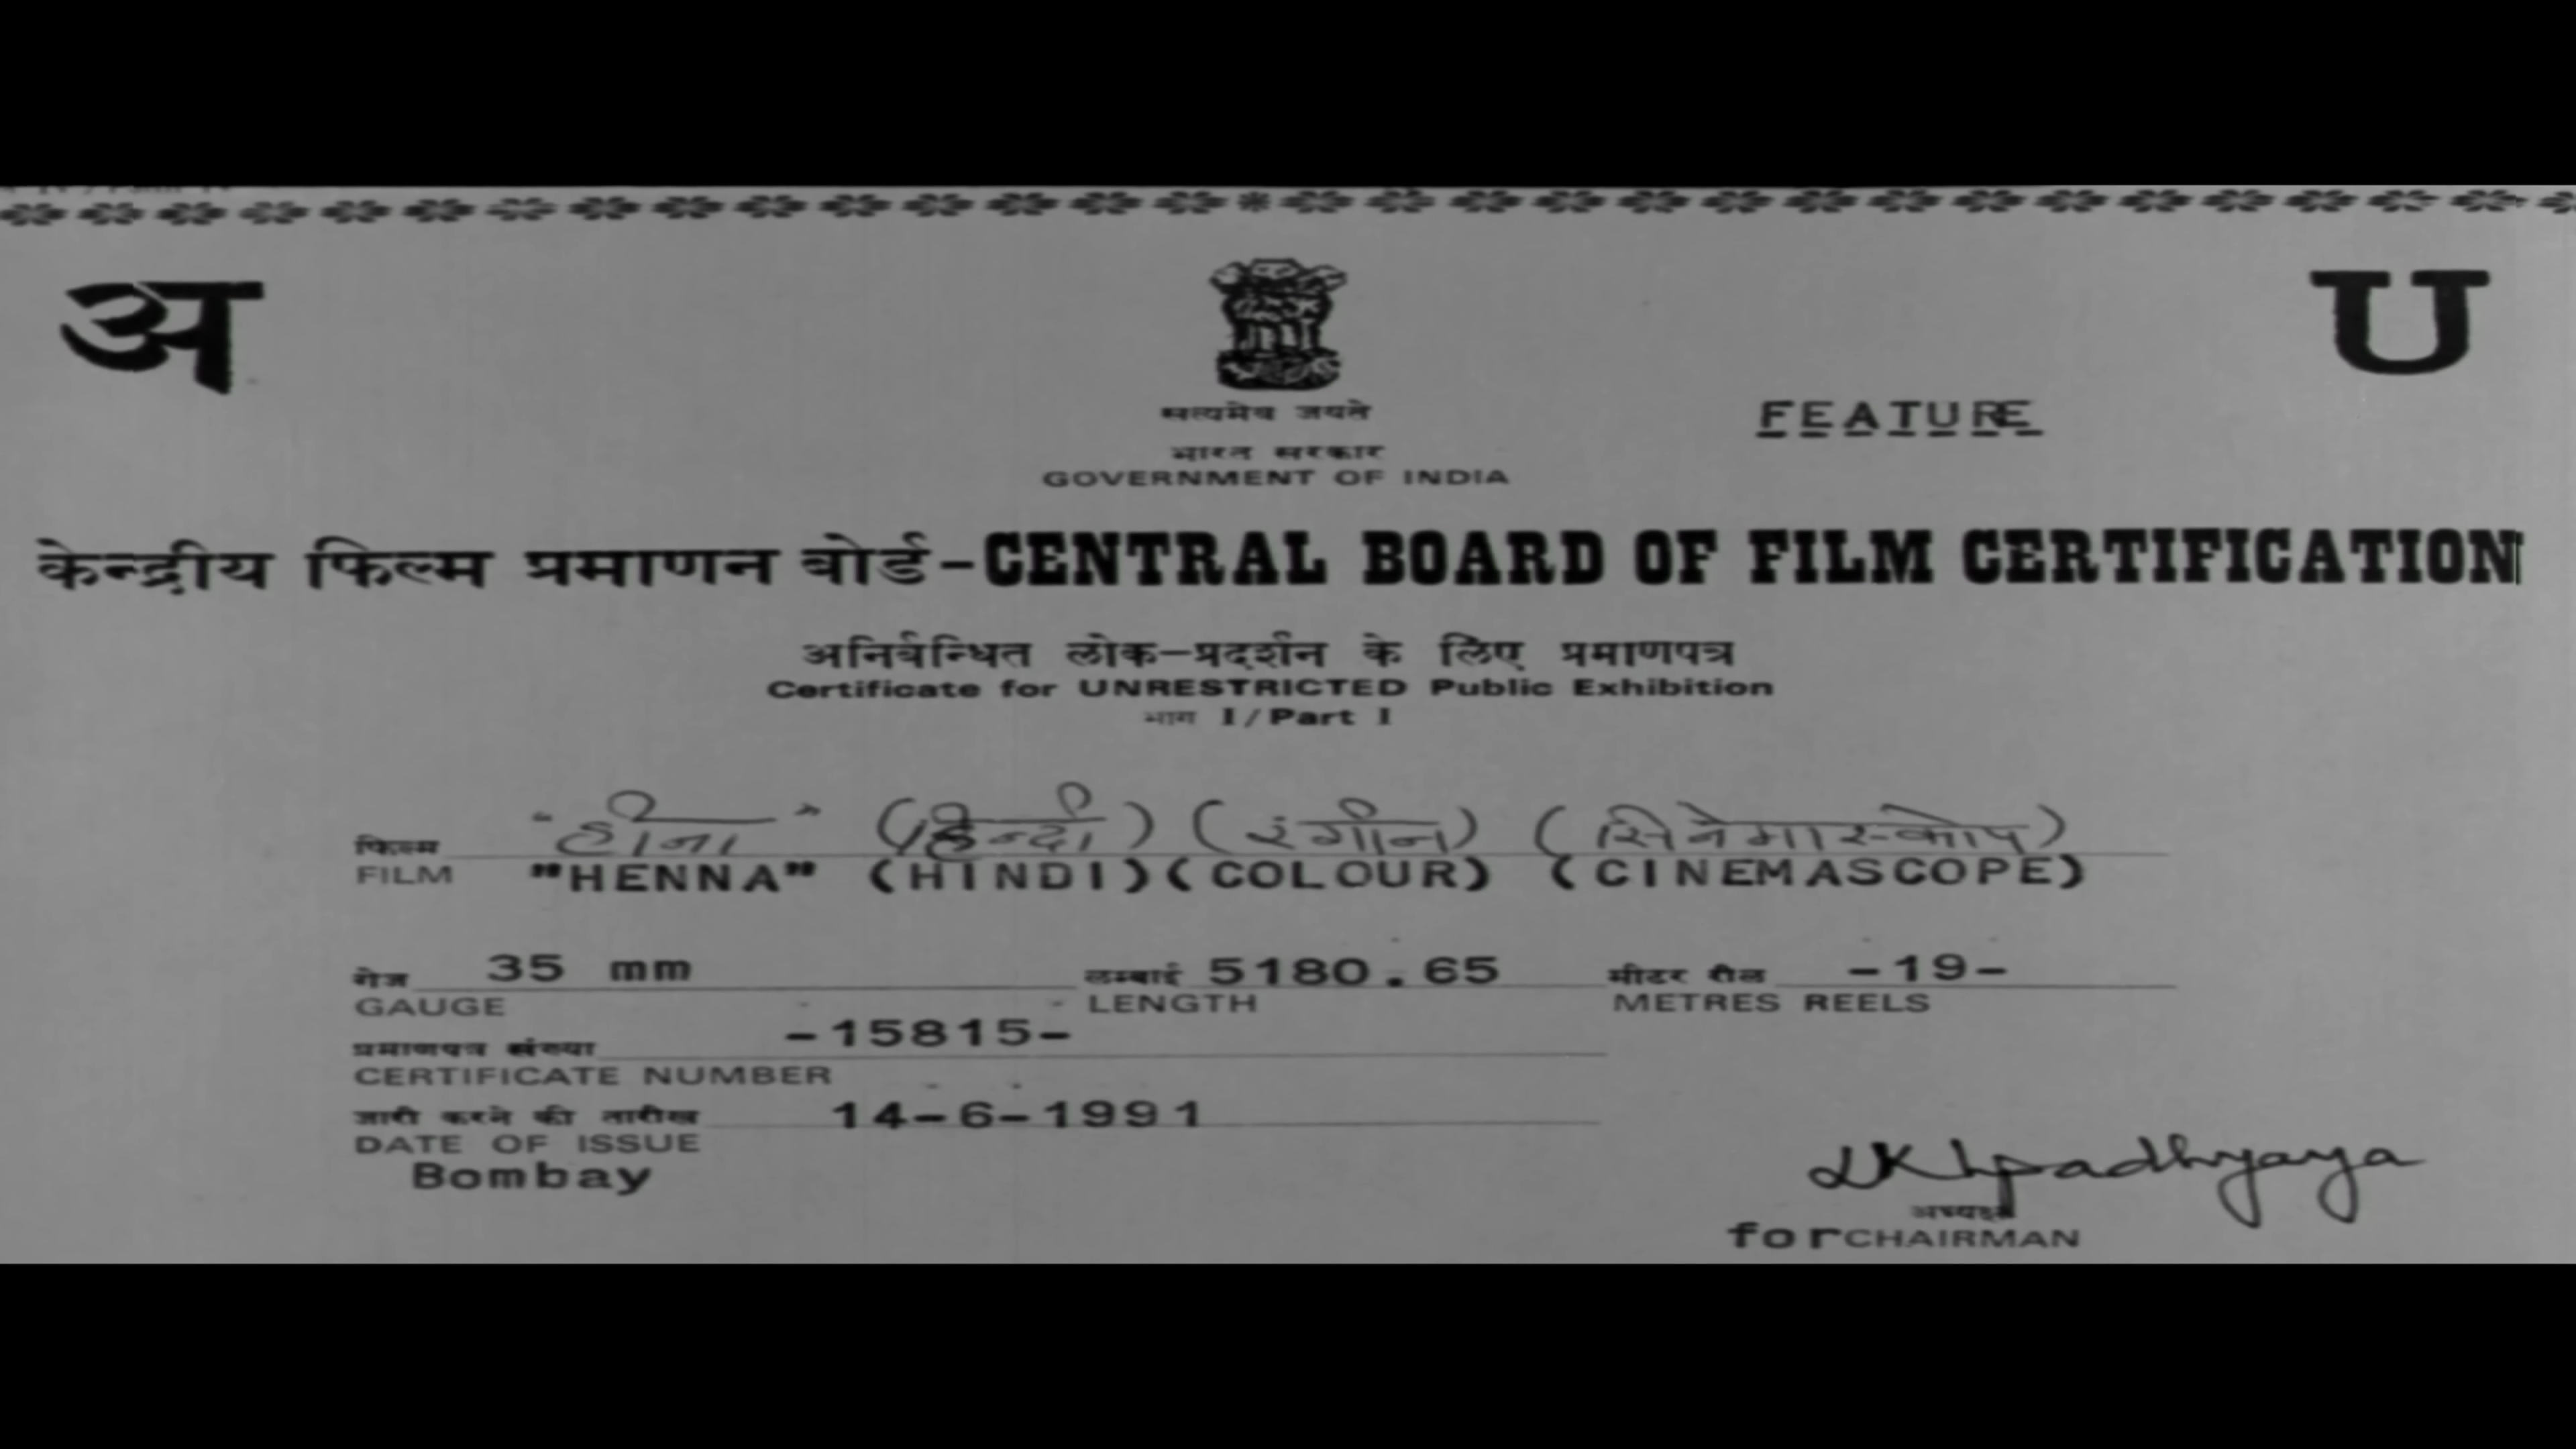 अ
U
सत्यमेव जयते
FEATURE
भारत सरकार
GOVERNMENT OF INDIA
केन्द्रीय फिल्म प्रमाणन बोर्ड-CENTRAL BOARD OF FILM CERTIFICATION
अनिर्बन्धित लोक-प्रदर्शन के लिए प्रमाणपत्र
Certificate for UNRESTRICTED Public Exhibition
भाग I/Part I
फिल्म "हीना" (हिन्दी) (रंगीन) (सिनेमास्कोप)
FILM "HENNA" (HINDI)(COLOUR) (CINEMASCOPE)
गेज 35 mm लम्बाई 5180.65 मीटर रील -19-
GAUGE LENGTH METRES REELS
प्रमाणपत्र संख्या -15815-
CERTIFICATE NUMBER
जारी करने की तारीख 14-6-1991
DATE OF ISSUE
Bombay
Upadhyaya
अध्यक्ष
for CHAIRMAN